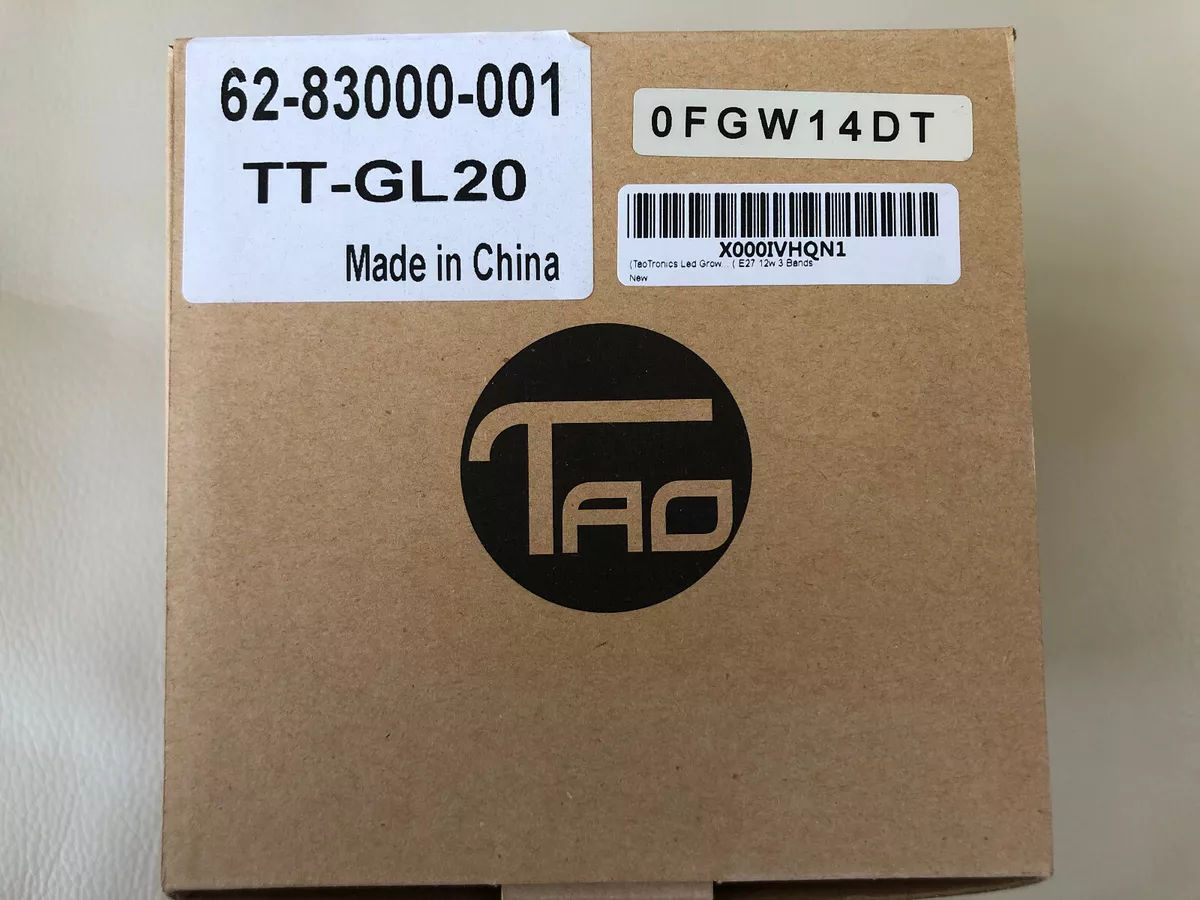 62-83000-001
TT-GL20
Made in China
0FGW14DT
X000IVHQN1
(TaoTronics Led Grow... ( E27 12w 3 Bands
New
TAO